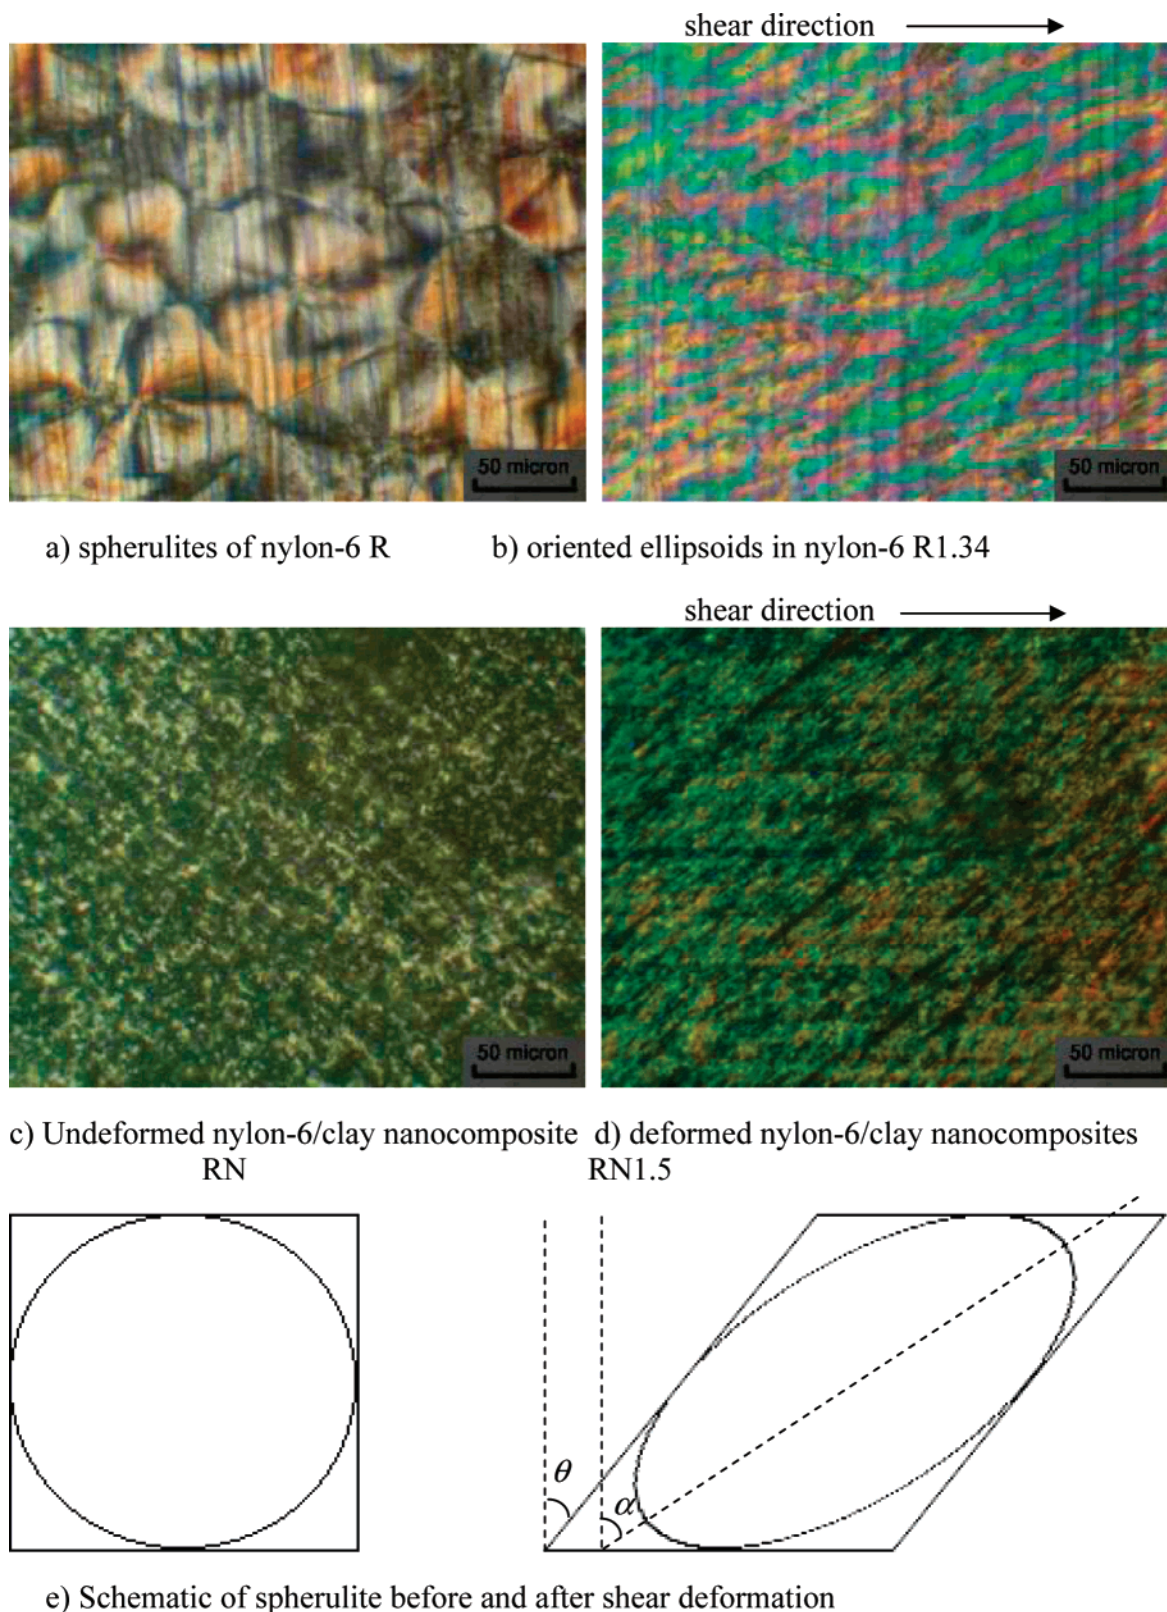 shear direction
50 micron
50 micron
a) spherulites of nylon-6 R
b) oriented ellipsoids in nylon-6 R1.34
shear direction
50 micron
50 micron
c) Undeformed nylon-6/clay nanocomposite
RN
d) deformed nylon-6/clay nanocomposites
RN1.5
θ
α
e) Schematic of spherulite before and after shear deformation